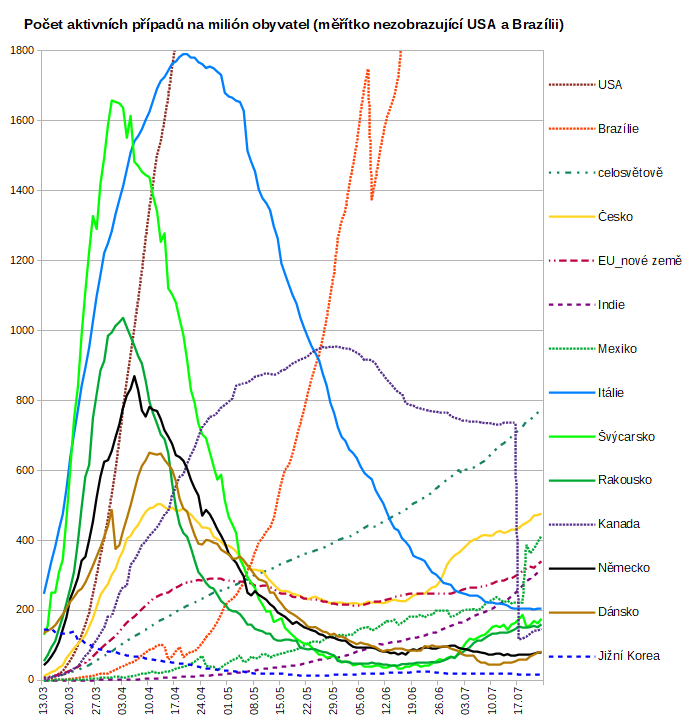 Počet aktivních případů na milión obyvatel (měřítko nezobrazující USA a Brazílii)
1800
1600
1400
1200
1000
800
600
400
200
0
13.03
20.03
27.03
03.04
10.04
17.04
24.04
01.05
08.05
15.05
22.05
29.05
05.06
12.06
19.06
26.06
03.07
10.07
17.07
USA
Brazílie
celosvětově
Česko
EU_nové země
Indie
Mexiko
Itálie
Švýcarsko
Rakousko
Kanada
Německo
Dánsko
Jižní Korea